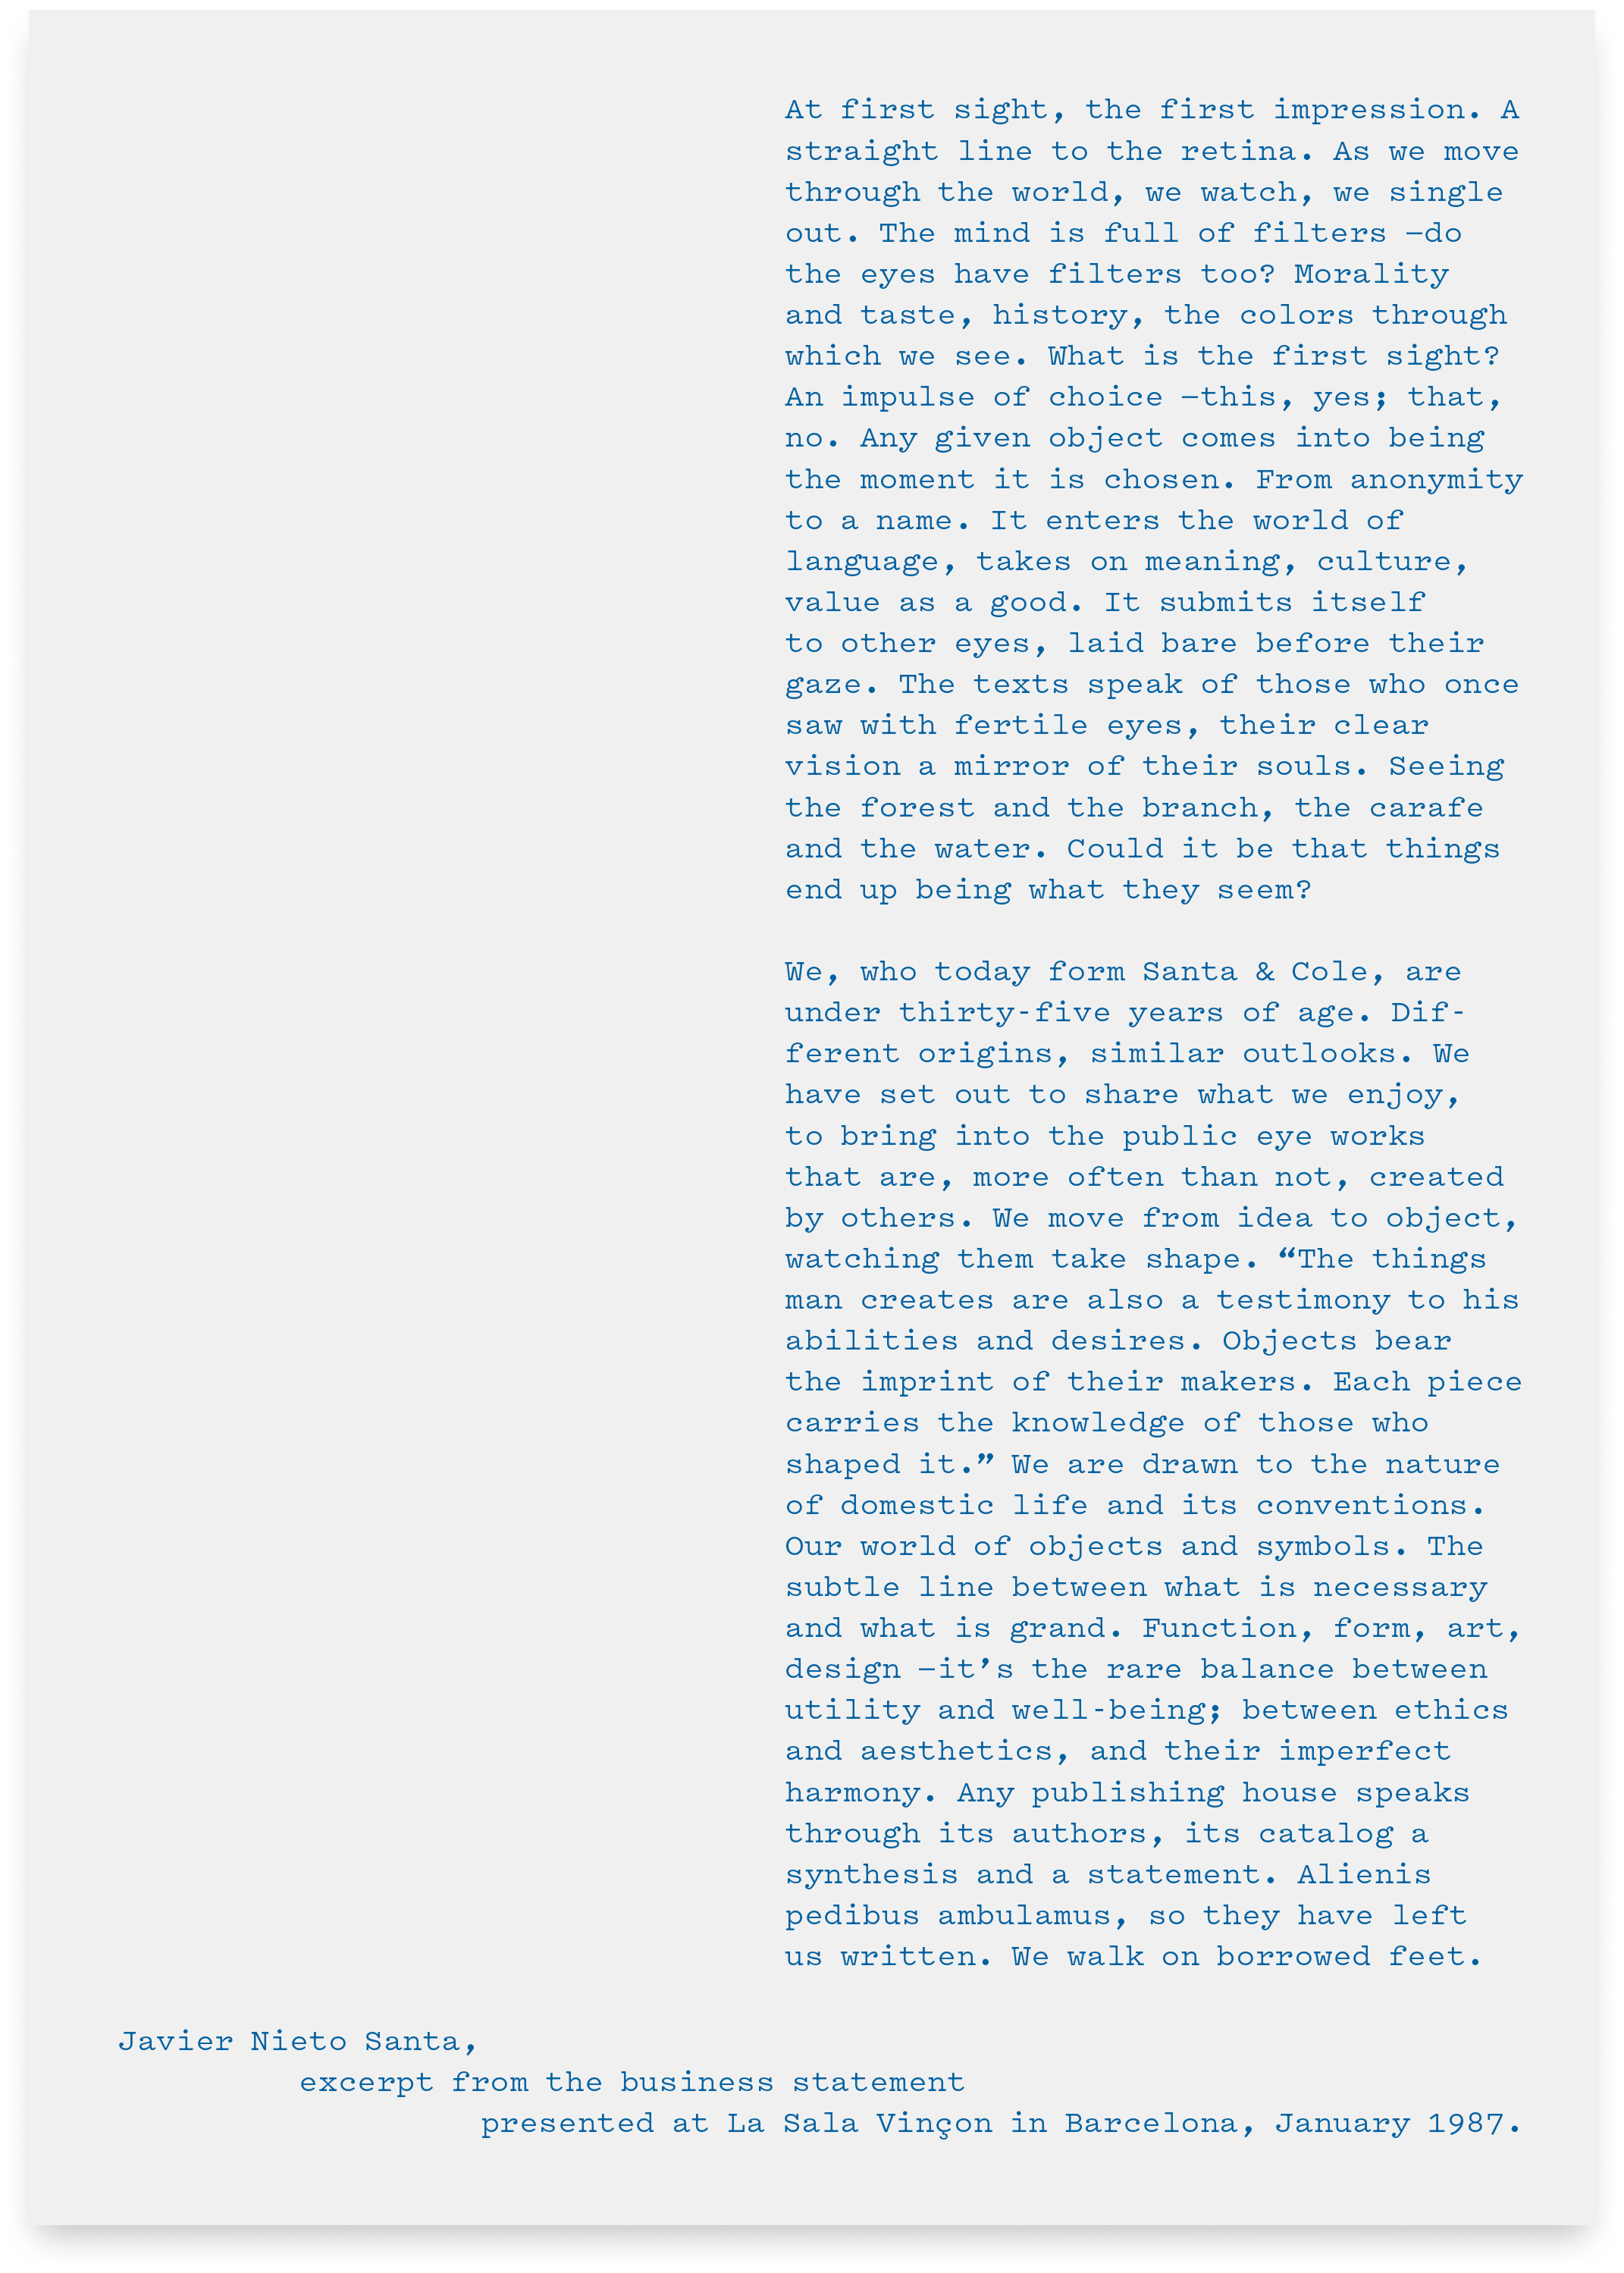 At first sight, the first impression. A
straight line to the retina. As we move
through the world, we watch, we single
out. The mind is full of filters —do
the eyes have filters too? Morality
and taste, history, the colors through
which we see. What is the first sight?
An impulse of choice —this, yes; that,
no. Any given object comes into being
the moment it is chosen. From anonymity
to a name. It enters the world of
language, takes on meaning, culture,
value as a good. It submits itself
to other eyes, laid bare before their
gaze. The texts speak of those who once
saw with fertile eyes, their clear
vision a mirror of their souls. Seeing
the forest and the branch, the carafe
and the water. Could it be that things
end up being what they seem?

We, who today form Santa & Cole, are
under thirty-five years of age. Dif-
ferent origins, similar outlooks. We
have set out to share what we enjoy,
to bring into the public eye works
that are, more often than not, created
by others. We move from idea to object,
watching them take shape. “The things
man creates are also a testimony to his
abilities and desires. Objects bear
the imprint of their makers. Each piece
carries the knowledge of those who
shaped it.” We are drawn to the nature
of domestic life and its conventions.
Our world of objects and symbols. The
subtle line between what is necessary
and what is grand. Function, form, art,
design —it’s the rare balance between
utility and well-being; between ethics
and aesthetics, and their imperfect
harmony. Any publishing house speaks
through its authors, its catalog a
synthesis and a statement. Alienis
pedibus ambulamus, so they have left
us written. We walk on borrowed feet.

Javier Nieto Santa,
excerpt from the business statement
presented at La Sala Vinçon in Barcelona, January 1987.